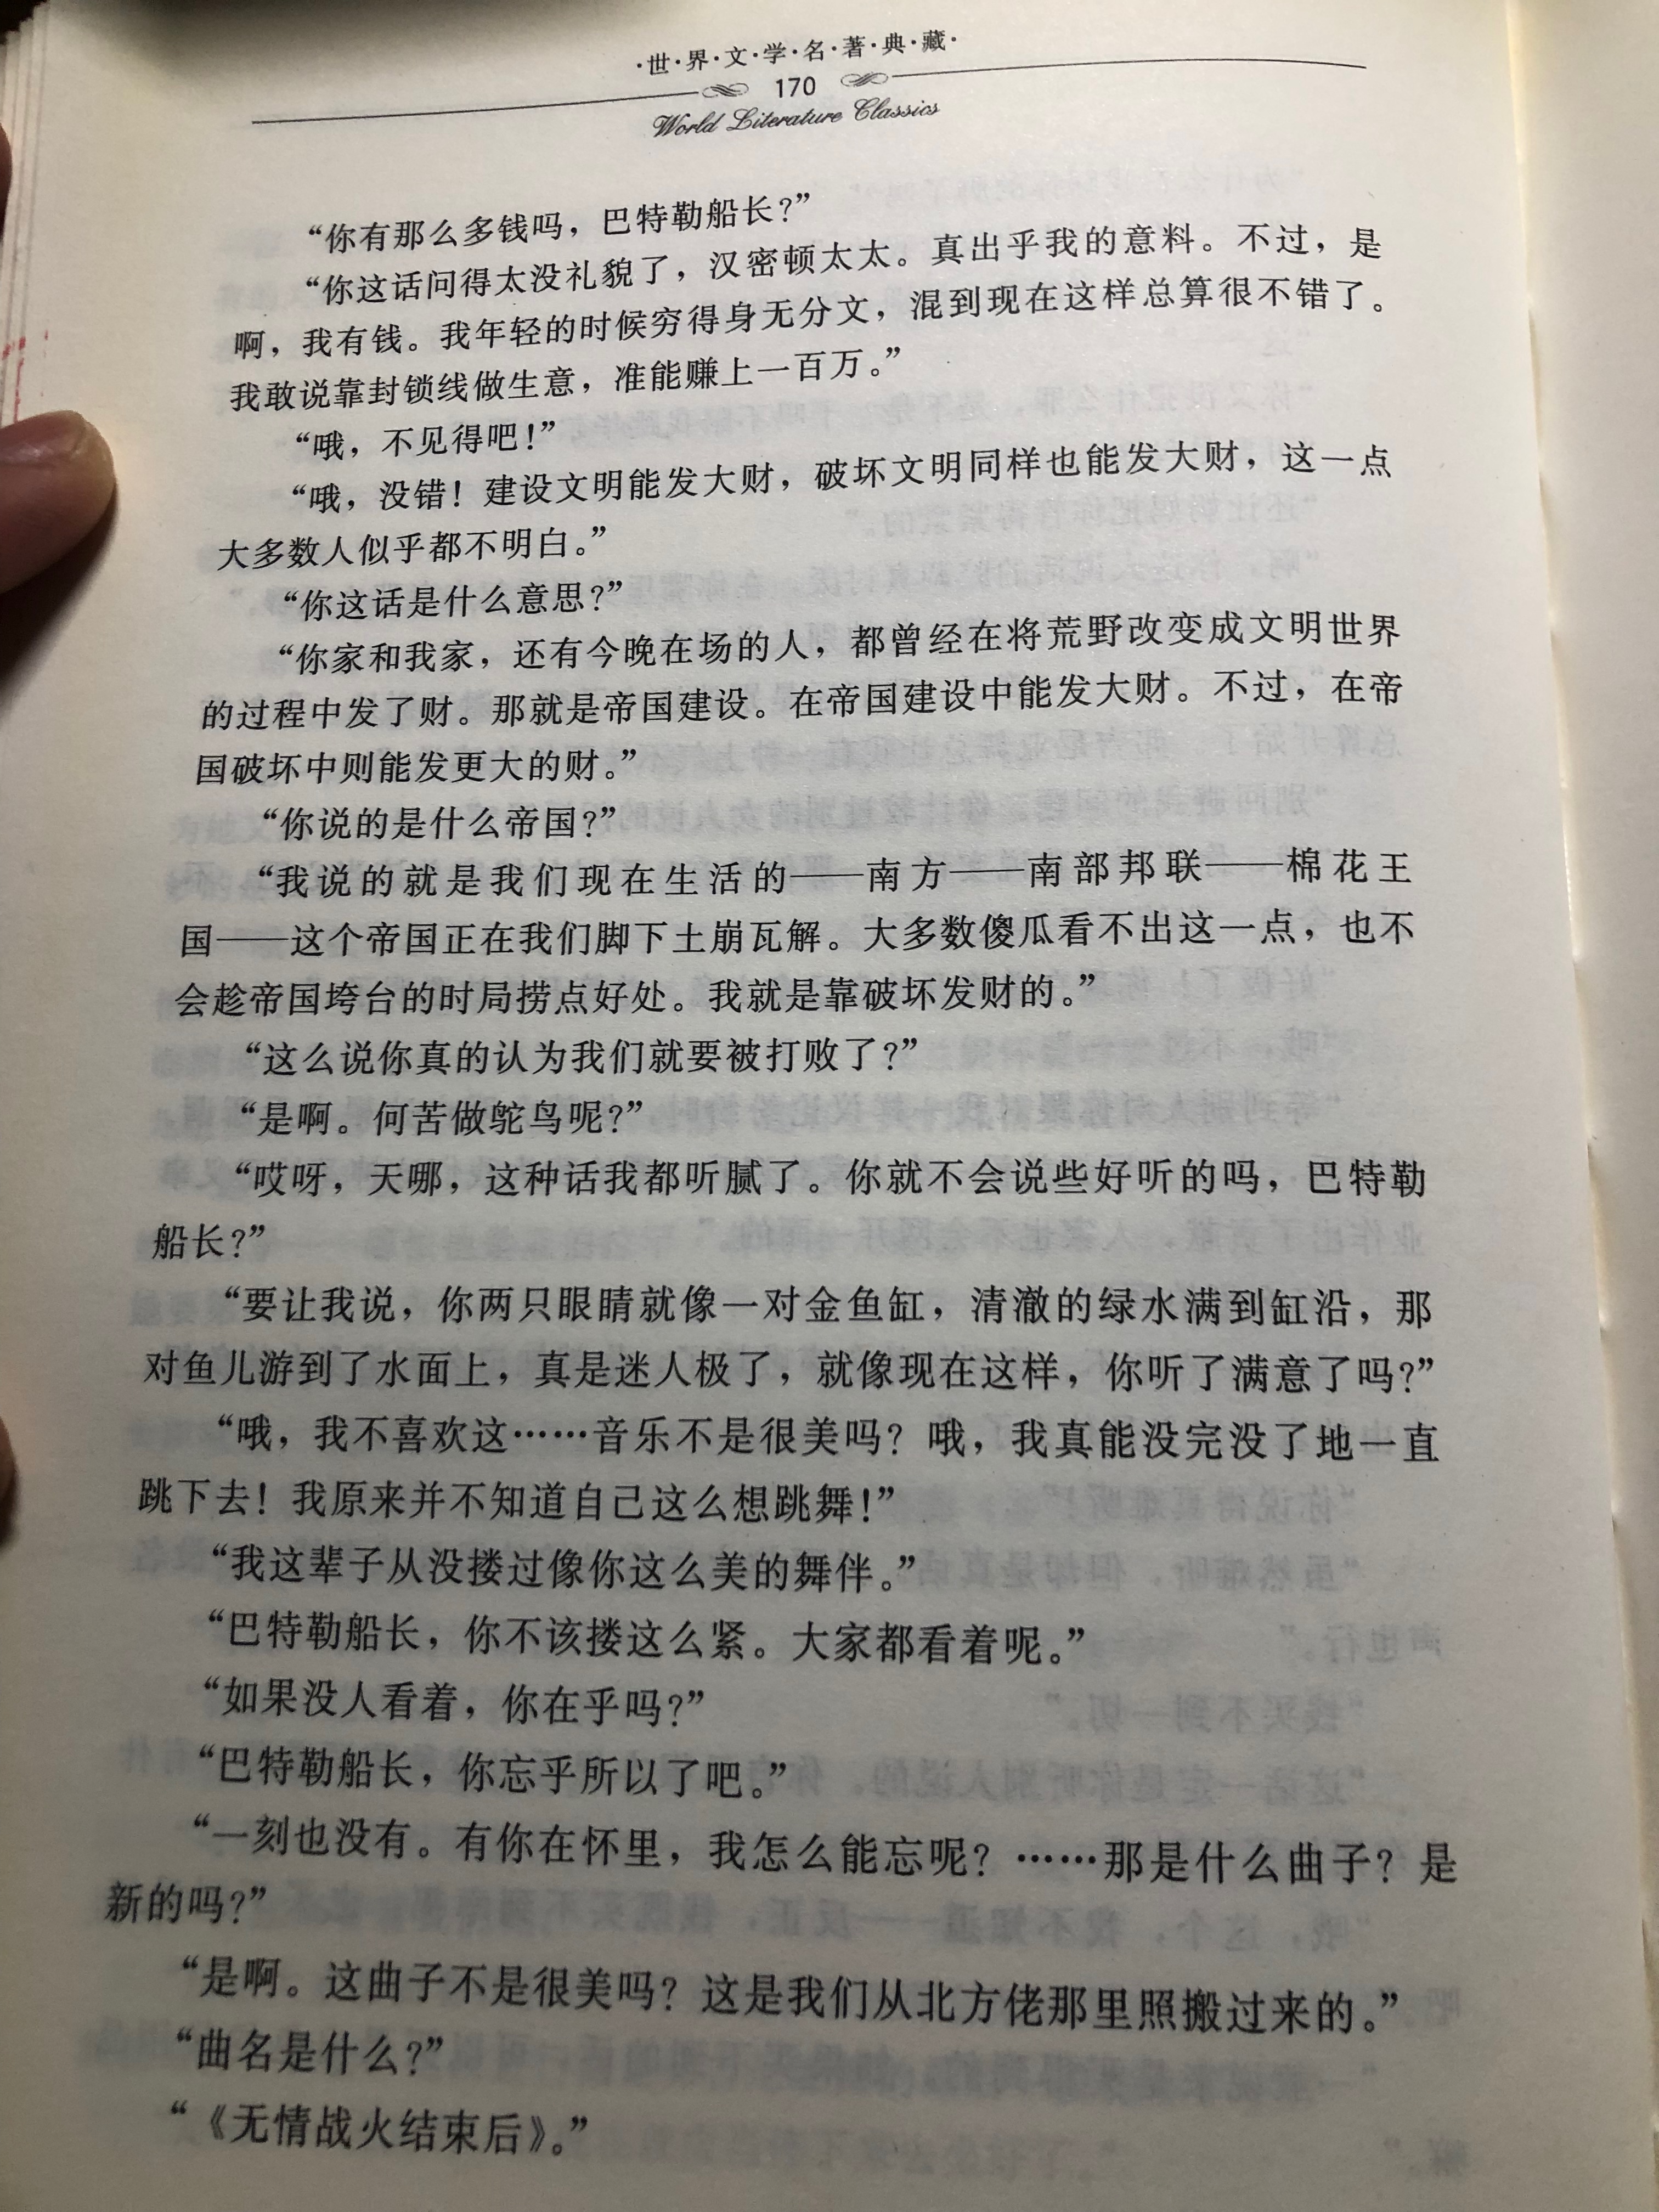 ·世·界·文·学·名·著·典·藏·
170
World Literature Classics
“你有那么多钱吗，巴特勒船长？”
“你这话问得太没礼貌了，汉密顿太太。真出乎我的意料。不过，是
啊，我有钱。我年轻的时候穷得身无分文，混到现在这样总算很不错了。
我敢说靠封锁线做生意，准能赚上一百万。”
“哦，不见得吧！”
“哦，没错！建设文明能发大财，破坏文明同样也能发大财，这一点
大多数人似乎都不明白。”
“你这话是什么意思？”
“你家和我家，还有今晚在场的人，都曾经在将荒野改变成文明世界
的过程中发了财。那就是帝国建设。在帝国建设中能发大财。不过，在帝
国破坏中则能发更大的财。”
“你说的是什么帝国？”
“我说的就是我们现在生活的——南方——南部邦联——棉花王
国——这个帝国正在我们脚下土崩瓦解。大多数傻瓜看不出这一点，也不
会趁帝国垮台的时局捞点好处。我就是靠破坏发财的。”
“这么说你真的认为我们就要被打败了？”
“是啊。何苦做鸵鸟呢？”
“哎呀，天哪，这种话我都听腻了。你就不会说些好听的吗，巴特勒
船长？”
“要让我说，你两只眼睛就像一对金鱼缸，清澈的绿水满到缸沿，那
对鱼儿游到了水面上，真是迷人极了，就像现在这样，你听了满意了吗？”
“哦，我不喜欢这……音乐不是很美吗？哦，我真能没完没了地一直
跳下去！我原来并不知道自己这么想跳舞！”
“我这辈子从没搂过像你这么美的舞伴。”
“巴特勒船长，你不该搂这么紧。大家都看着呢。”
“如果没人看着，你在乎吗？”
“巴特勒船长，你忘乎所以了吧。”
“一刻也没有。有你在怀里，我怎么能忘呢？……那是什么曲子？是
新的吗？”
“是啊。这曲子不是很美吗？这是我们从北方佬那里照搬过来的。”
“曲名是什么？”
“《无情战火结束后》。”